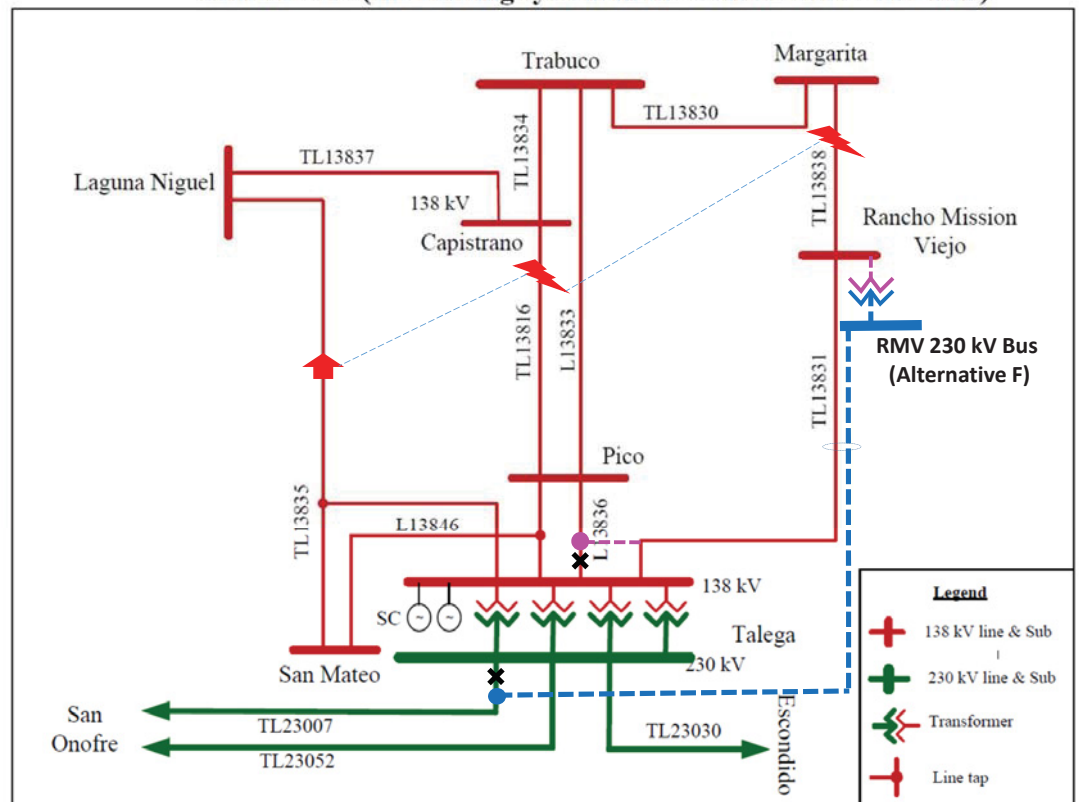 Trabuco
Margarita
TL13830
TL13834
TL13837
TL13838
Laguna Niguel
138 kV
Capistrano
Rancho Mission
Viejo
TL13816
L13833
RMV 230 kV Bus
(Alternative F)
TL13831
Pico
L13836
TL13835
L13846
138 kV
SC
~
~
Talega
230 kV
San Mateo
San
Onofre
TL23007
TL23052
TL23030
Escondido
Legend
138 kV line & Sub
230 kV line & Sub
Transformer
Line tap